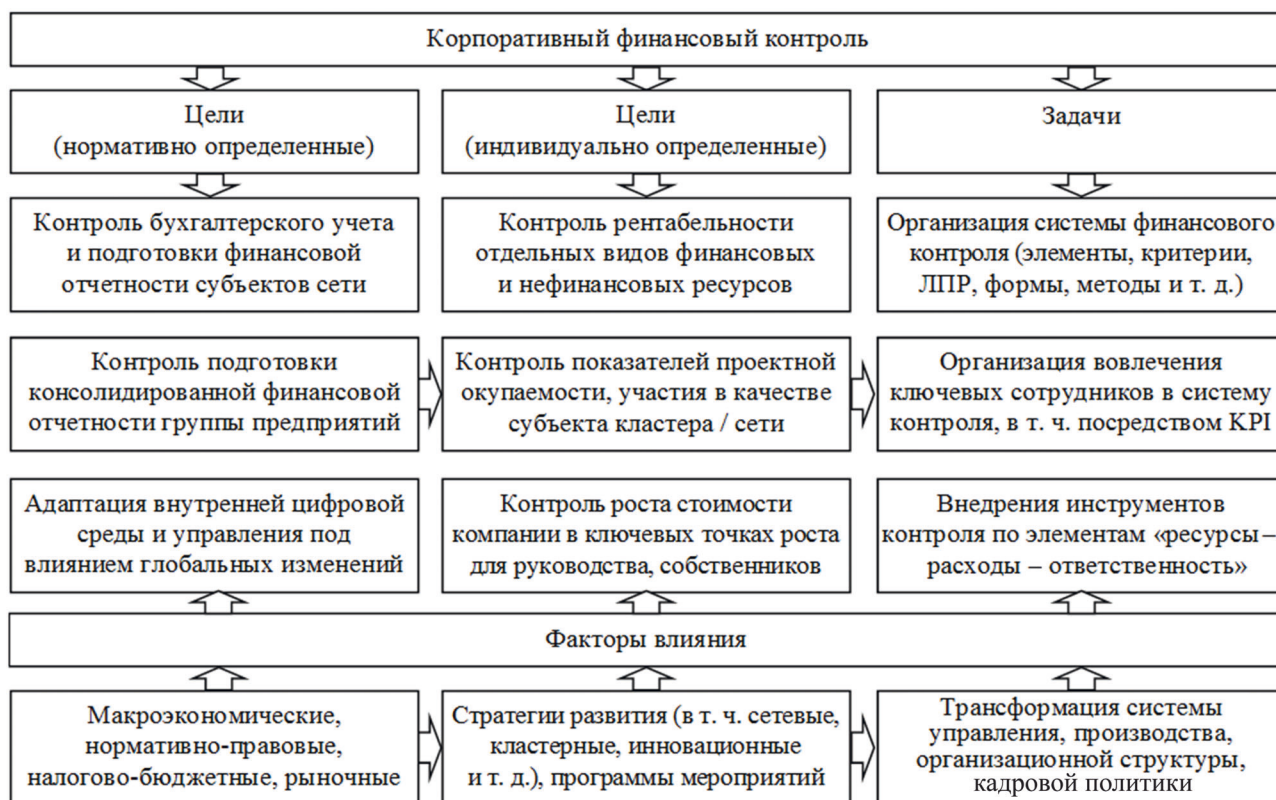 Корпоративный финансовый контроль
Цели
(нормативно определенные)
Цели
(индивидуально определенные)
Задачи
Контроль бухгалтерского учета
и подготовки финансовой
отчетности субъектов сети
Контроль рентабельности
отдельных видов финансовых
и нефинансовых ресурсов
Организация системы финансового
контроля (элементы, критерии,
ЛПР, формы, методы и т. д.)
Контроль подготовки
консолидированной финансовой
отчетности группы предприятий
Контроль показателей проектной
окупаемости, участия в качестве
субъекта кластера / сети
Организация вовлечения
ключевых сотрудников в систему
контроля, в т. ч. посредством KPI
Адаптация внутренней цифровой
среды и управления под
влиянием глобальных изменений
Контроль роста стоимости
компании в ключевых точках роста
для руководства, собственников
Внедрения инструментов
контроля по элементам «ресурсы –
расходы – ответственность»
Факторы влияния
Макроэкономические,
нормативно-правовые,
налогово-бюджетные, рыночные
Стратегии развития (в т. ч. сетевые,
кластерные, инновационные
и т. д.), программы мероприятий
Трансформация системы
управления, производства,
организационной структуры,
кадровой политики